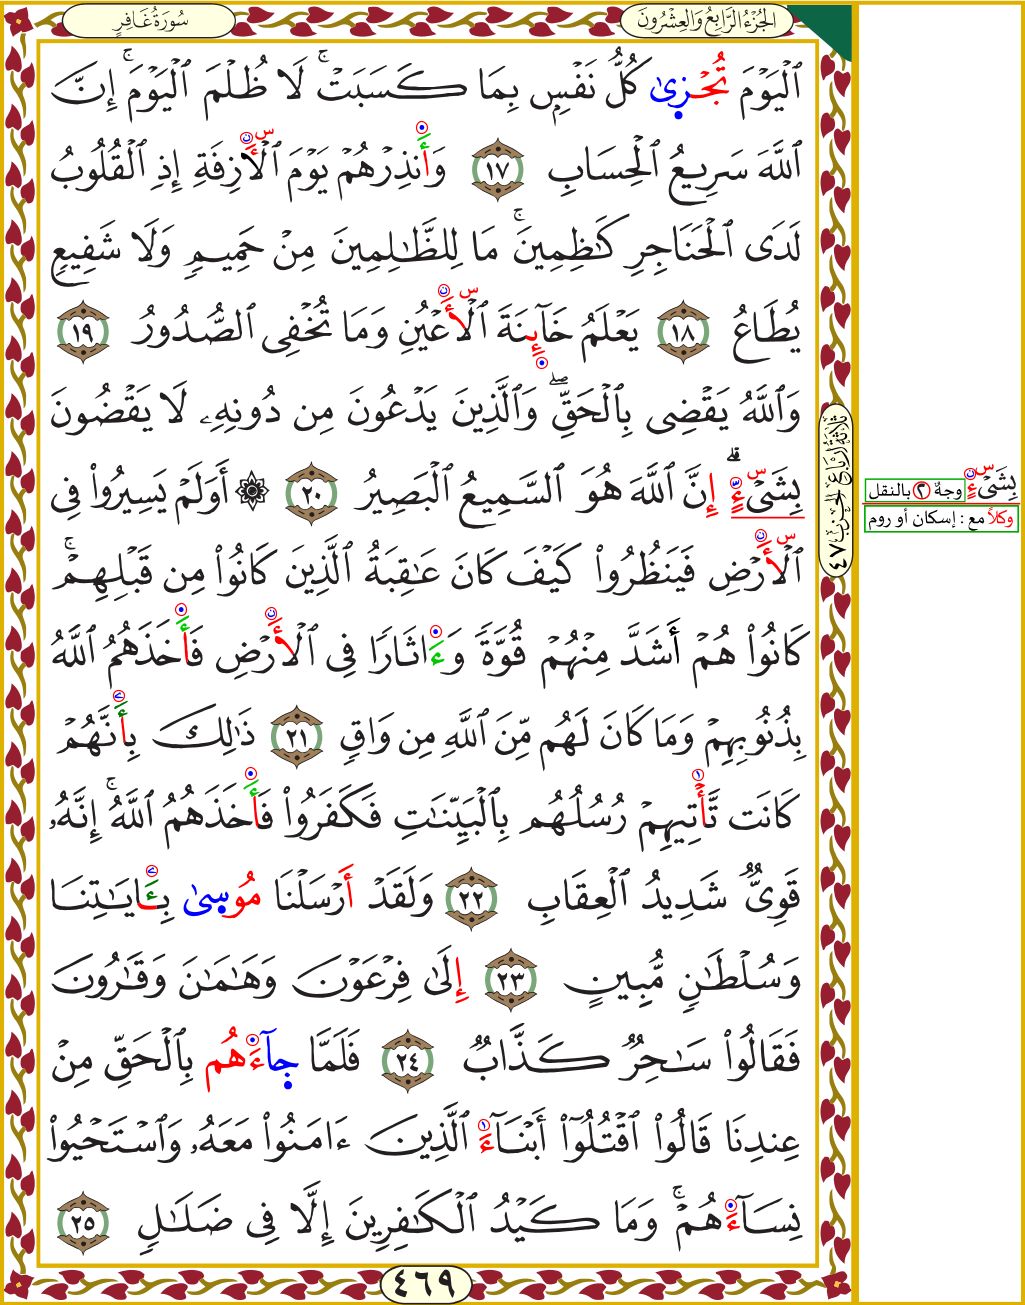 الجُزْءُ الرَّابِعُ وَالعِشْرُونَ
سُورَةُ غَافِرٍ
ٱلۡيَوۡمَ تُجۡزِىٰ كُلُّ نَفۡسِۭ بِمَا كَسَبَتۡۚ لَا ظُلۡمَ ٱلۡيَوۡمَۚ إِنَّ
ٱللَّهَ سَرِيعُ ٱلۡحِسَابِ ١٧ وَأَنذِرۡهُمۡ يَوۡمَ ٱلۡأٓزِفَةِ إِذِ ٱلۡقُلُوبُ
لَدَى ٱلۡحَنَاجِرِ كَٰظِمِينَۚ مَا لِلظَّٰلِمِينَ مِنۡ حَمِيمٖ وَلَا شَفِيعٖ
يُطَاعُ ١٨ يَعۡلَمُ خَآئِنَةَ ٱلۡأَعۡيُنِ وَمَا تُخۡفِى ٱلصُّدُورُ ١٩
وَٱللَّهُ يَقۡضِى بِٱلۡحَقِّۖ وَٱلَّذِينَ يَدۡعُونَ مِن دُونِهِۦ لَا يَقۡضُونَ
بِشَىۡءٍۗ إِنَّ ٱللَّهَ هُوَ ٱلسَّمِيعُ ٱلۡبَصِيرُ ٢٠ ۞ أَوَلَمۡ يَسِيرُواْ فِى
ٱلۡأَرۡضِ فَيَنظُرُواْ كَيۡفَ كَانَ عَٰقِبَةُ ٱلَّذِينَ كَانُواْ مِن قَبۡلِهِمۡۚ
كَانُواْ هُمۡ أَشَدَّ مِنۡهُمۡ قُوَّةٗ وَءَاثَارٗا فِى ٱلۡأَرۡضِ فَأَخَذَهُمُ ٱللَّهُ
بِذُنُوبِهِمۡ وَمَا كَانَ لَهُم مِّنَ ٱللَّهِ مِن وَاقٖ ٢١ ذَٰلِكَ بِأَنَّهُمۡ
كَانَت تَّأۡتِيهِمۡ رُسُلُهُم بِٱلۡبَيِّنَٰتِ فَكَفَرُواْ فَأَخَذَهُمُ ٱللَّهُۚ إِنَّهُۥ
قَوِىّٞ شَدِيدُ ٱلۡعِقَابِ ٢٢ وَلَقَدۡ أَرۡسَلۡنَا مُوسِىٰ بِـَٔايَٰتِنَا
وَسُلۡطَٰنٖ مُّبِينٍ ٢٣ إِلَىٰ فِرۡعَوۡنَ وَهَٰمَٰنَ وَقَٰرُونَ
فَقَالُواْ سَٰحِرٞ كَذَّابٞ ٢٤ فَلَمَّا جِآءَهُم بِٱلۡحَقِّ مِنۡ
عِندِنَا قَالُواْ ٱقۡتُلُوٓاْ أَبۡنَآءَ ٱلَّذِينَ ءَامَنُواْ مَعَهُۥ وَٱسۡتَحۡيُواْ
نِسَآءَهُمۡۚ وَمَا كَيۡدُ ٱلۡكَٰفِرِينَ إِلَّا فِى ضَلَٰلٖ ٢٥
٤٦٩
ثَلَاثَةُ أَرْبَاعِ الحِزْبِ ٤٧
بِشَىۡءٍ وجهٌ ٢ بالنقل
وكلاً مع : إسكان أو روم